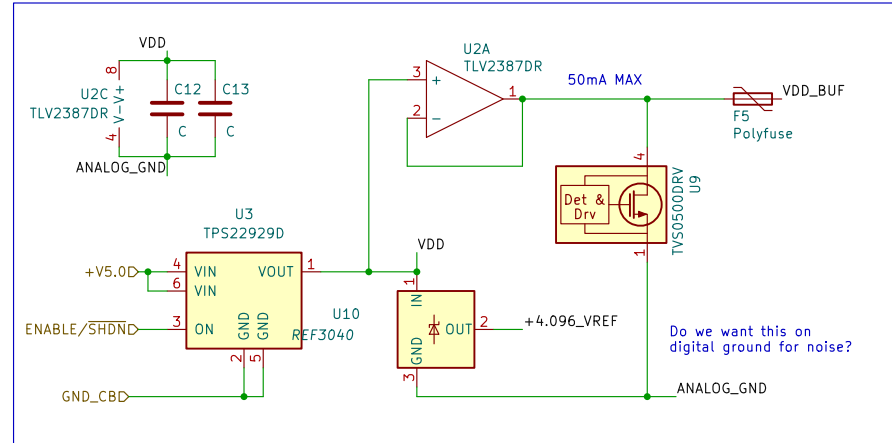 VDD
8
U2C
TLV2387DR
V+
V-
4
C12
C
C13
C
ANALOG_GND
U2A
TLV2387DR
3
+
2
-
1
50mA MAX
VDD_BUF
F5
Polyfuse
4
Det &
Drv
U9
TVS0500DRV
1
U3
TPS22929D
+V5.0
4
VIN
6
VIN
VOUT
1
ENABLE/SHDN
3
ON
GND
GND
2
5
GND_CB
VDD
U10
REF3040
1
IN
OUT
2
+4.096_VREF
GND
3
Do we want this on
digital ground for noise?
ANALOG_GND